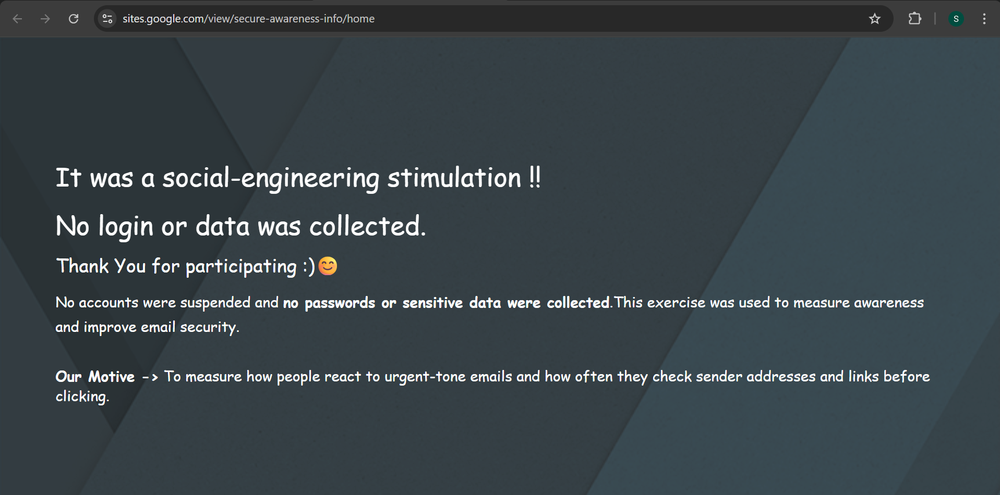 sites.google.com/view/secure-awareness-info/home
S
It was a social-engineering stimulation !!
No login or data was collected.
Thank You for participating :)😊
No accounts were suspended and no passwords or sensitive data were collected.This exercise was used to measure awareness
and improve email security.
Our Motive -> To measure how people react to urgent-tone emails and how often they check sender addresses and links before
clicking.